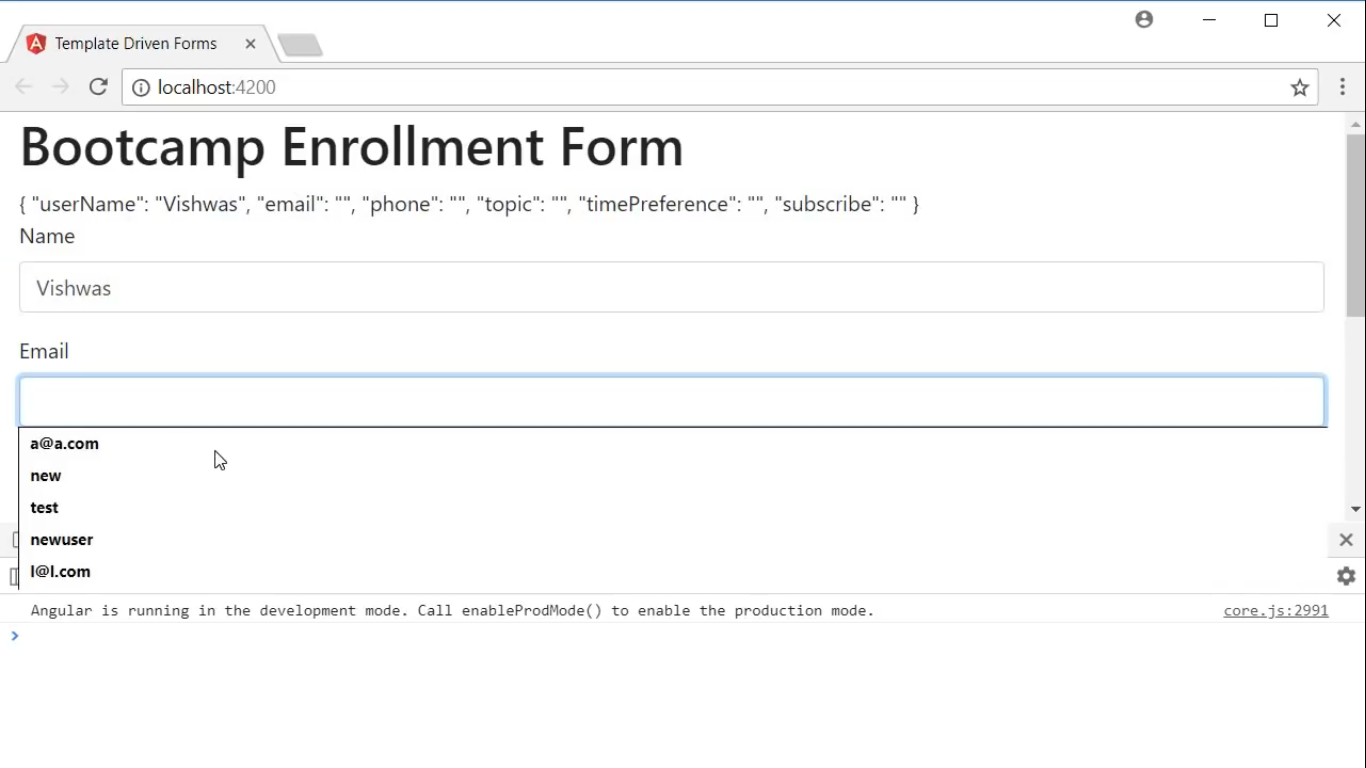 Template Driven Forms
localhost:4200
Bootcamp Enrollment Form
{ "userName": "Vishwas", "email": "", "phone": "", "topic": "", "timePreference": "", "subscribe": "" }
Name
Vishwas
Email
a@a.com
new
test
newuser
l@l.com
Angular is running in the development mode. Call enableProdMode() to enable the production mode. core.js:2991